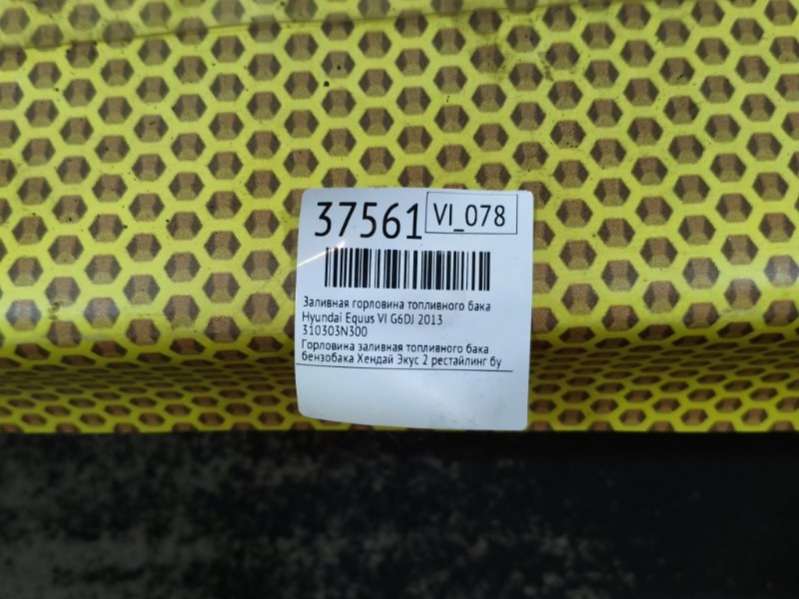 37561 VI_078
Заливная горловина топливного бака
Hyundai Equus VI G6DJ 2013
310303N300
Горловина заливная топливного бака
бензобака Хендай Экус 2 рестайлинг бу